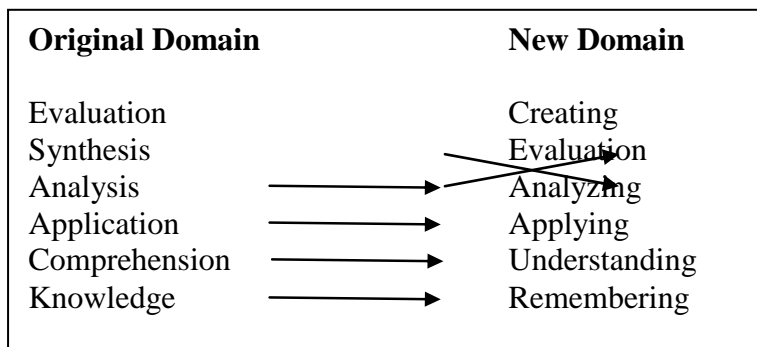 Original Domain New Domain
Evaluation Creating
Synthesis Evaluation
Analysis Analyzing
Application Applying
Comprehension Understanding
Knowledge Remembering